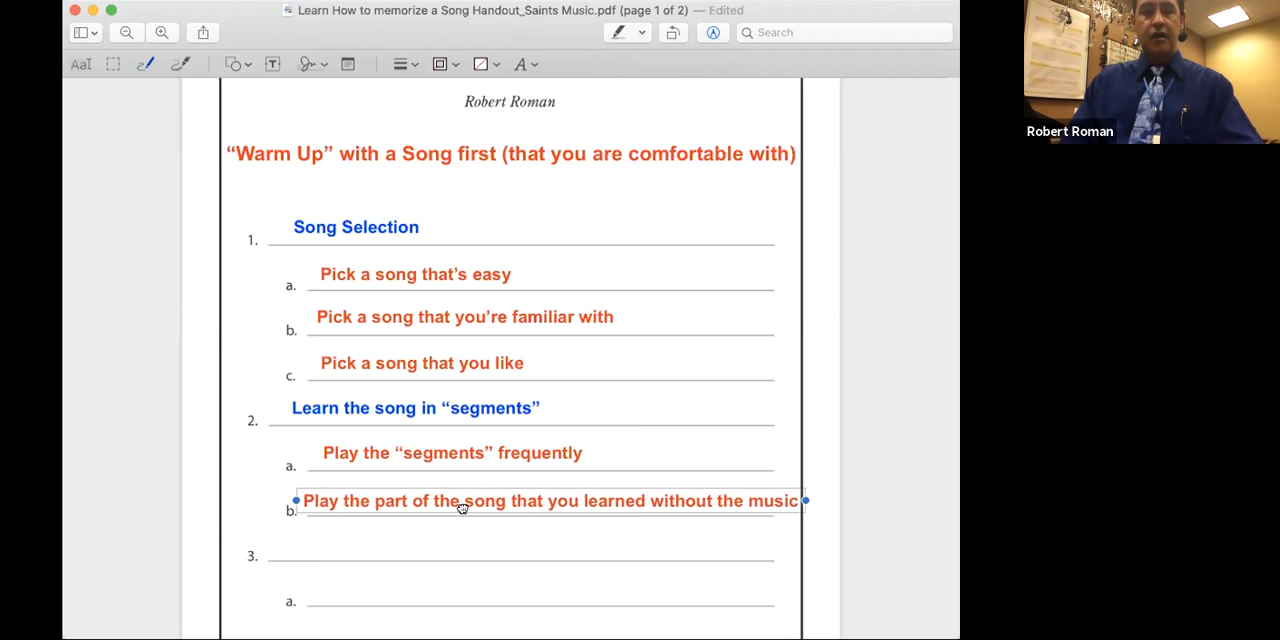 Learn How to memorize a Song Handout_Saints Music.pdf (page 1 of 2) — Edited
Search
AaI
T
A
Robert Roman
Robert Roman
“Warm Up” with a Song first (that you are comfortable with)
1. Song Selection
a. Pick a song that’s easy
b. Pick a song that you’re familiar with
c. Pick a song that you like
2. Learn the song in “segments”
a. Play the “segments” frequently
b. Play the part of the song that you learned without the music
3.
a.